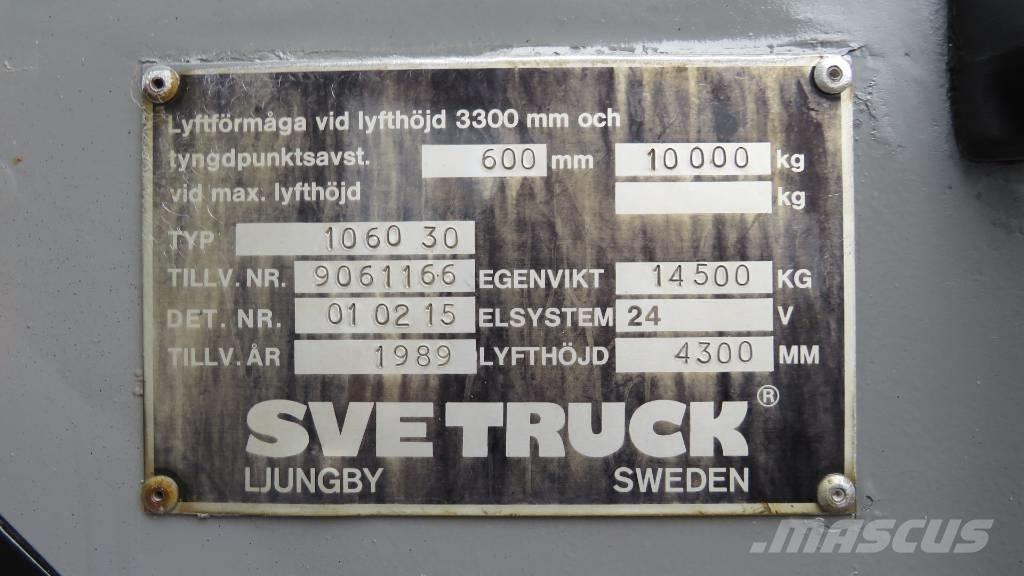 Lyftförmåga vid lyfthöjd 3300 mm och
tyngdpunktsavst. 600 mm 10 000 kg
vid max. lyfthöjd kg
TYP 1060 30
TILLV. NR. 9061166 EGENVIKT 14500 KG
DET. NR. 01 02 15 ELSYSTEM 24 V
TILLV. ÅR 1989 LYFTHÖJD 4300 MM
SVETRUCK®
LJUNGBY SWEDEN
.MASCUS